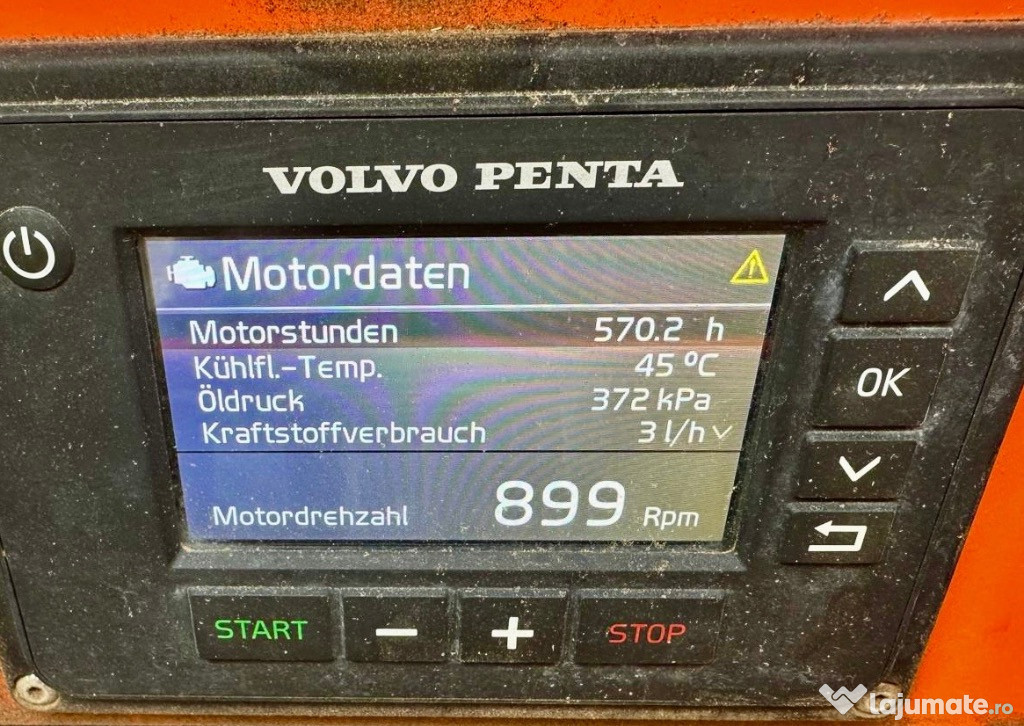 VOLVO PENTA
Motordaten
Motorstunden 570.2 h
Kühlfl.-Temp. 45 °C
Öldruck 372 kPa
Kraftstoffverbrauch 3 l/h
Motordrehzahl 899 Rpm
OK
START − + STOP
lajumate.ro